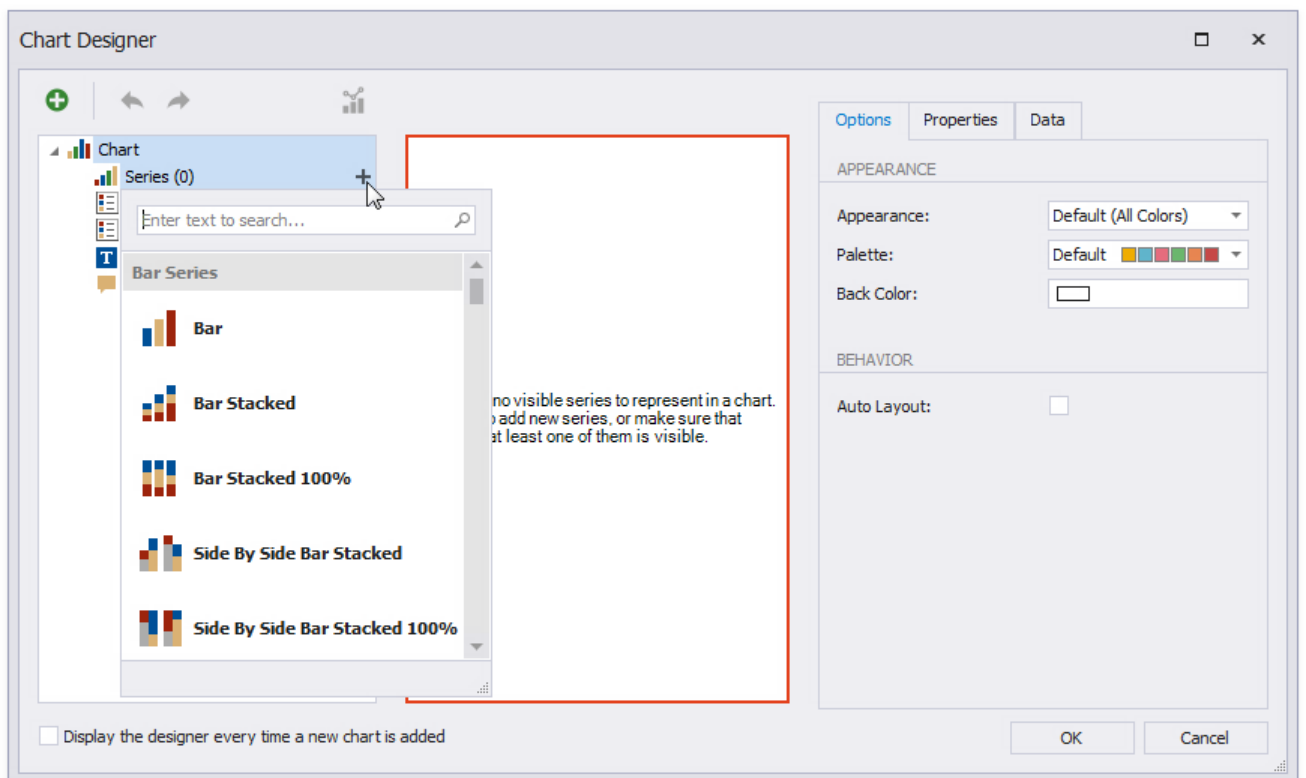 Chart Designer
Chart
Series (0)
Enter text to search...
T
Bar Series
Bar
Bar Stacked
Bar Stacked 100%
Side By Side Bar Stacked
Side By Side Bar Stacked 100%
no visible series to represent in a chart.
add new series, or make sure that
at least one of them is visible.
Options Properties Data
APPEARANCE
Appearance: Default (All Colors)
Palette: Default
Back Color:
BEHAVIOR
Auto Layout:
Display the designer every time a new chart is added
OK Cancel